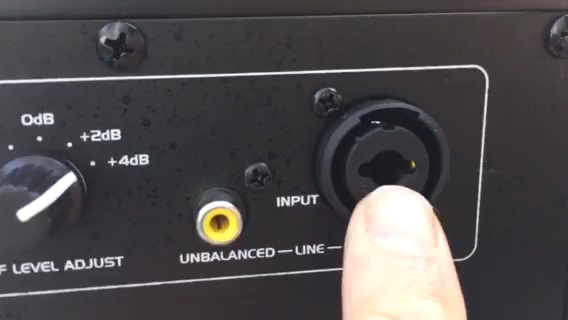 0dB
+2dB
+4dB
INPUT
UNBALANCED — LINE —
LEVEL ADJUST